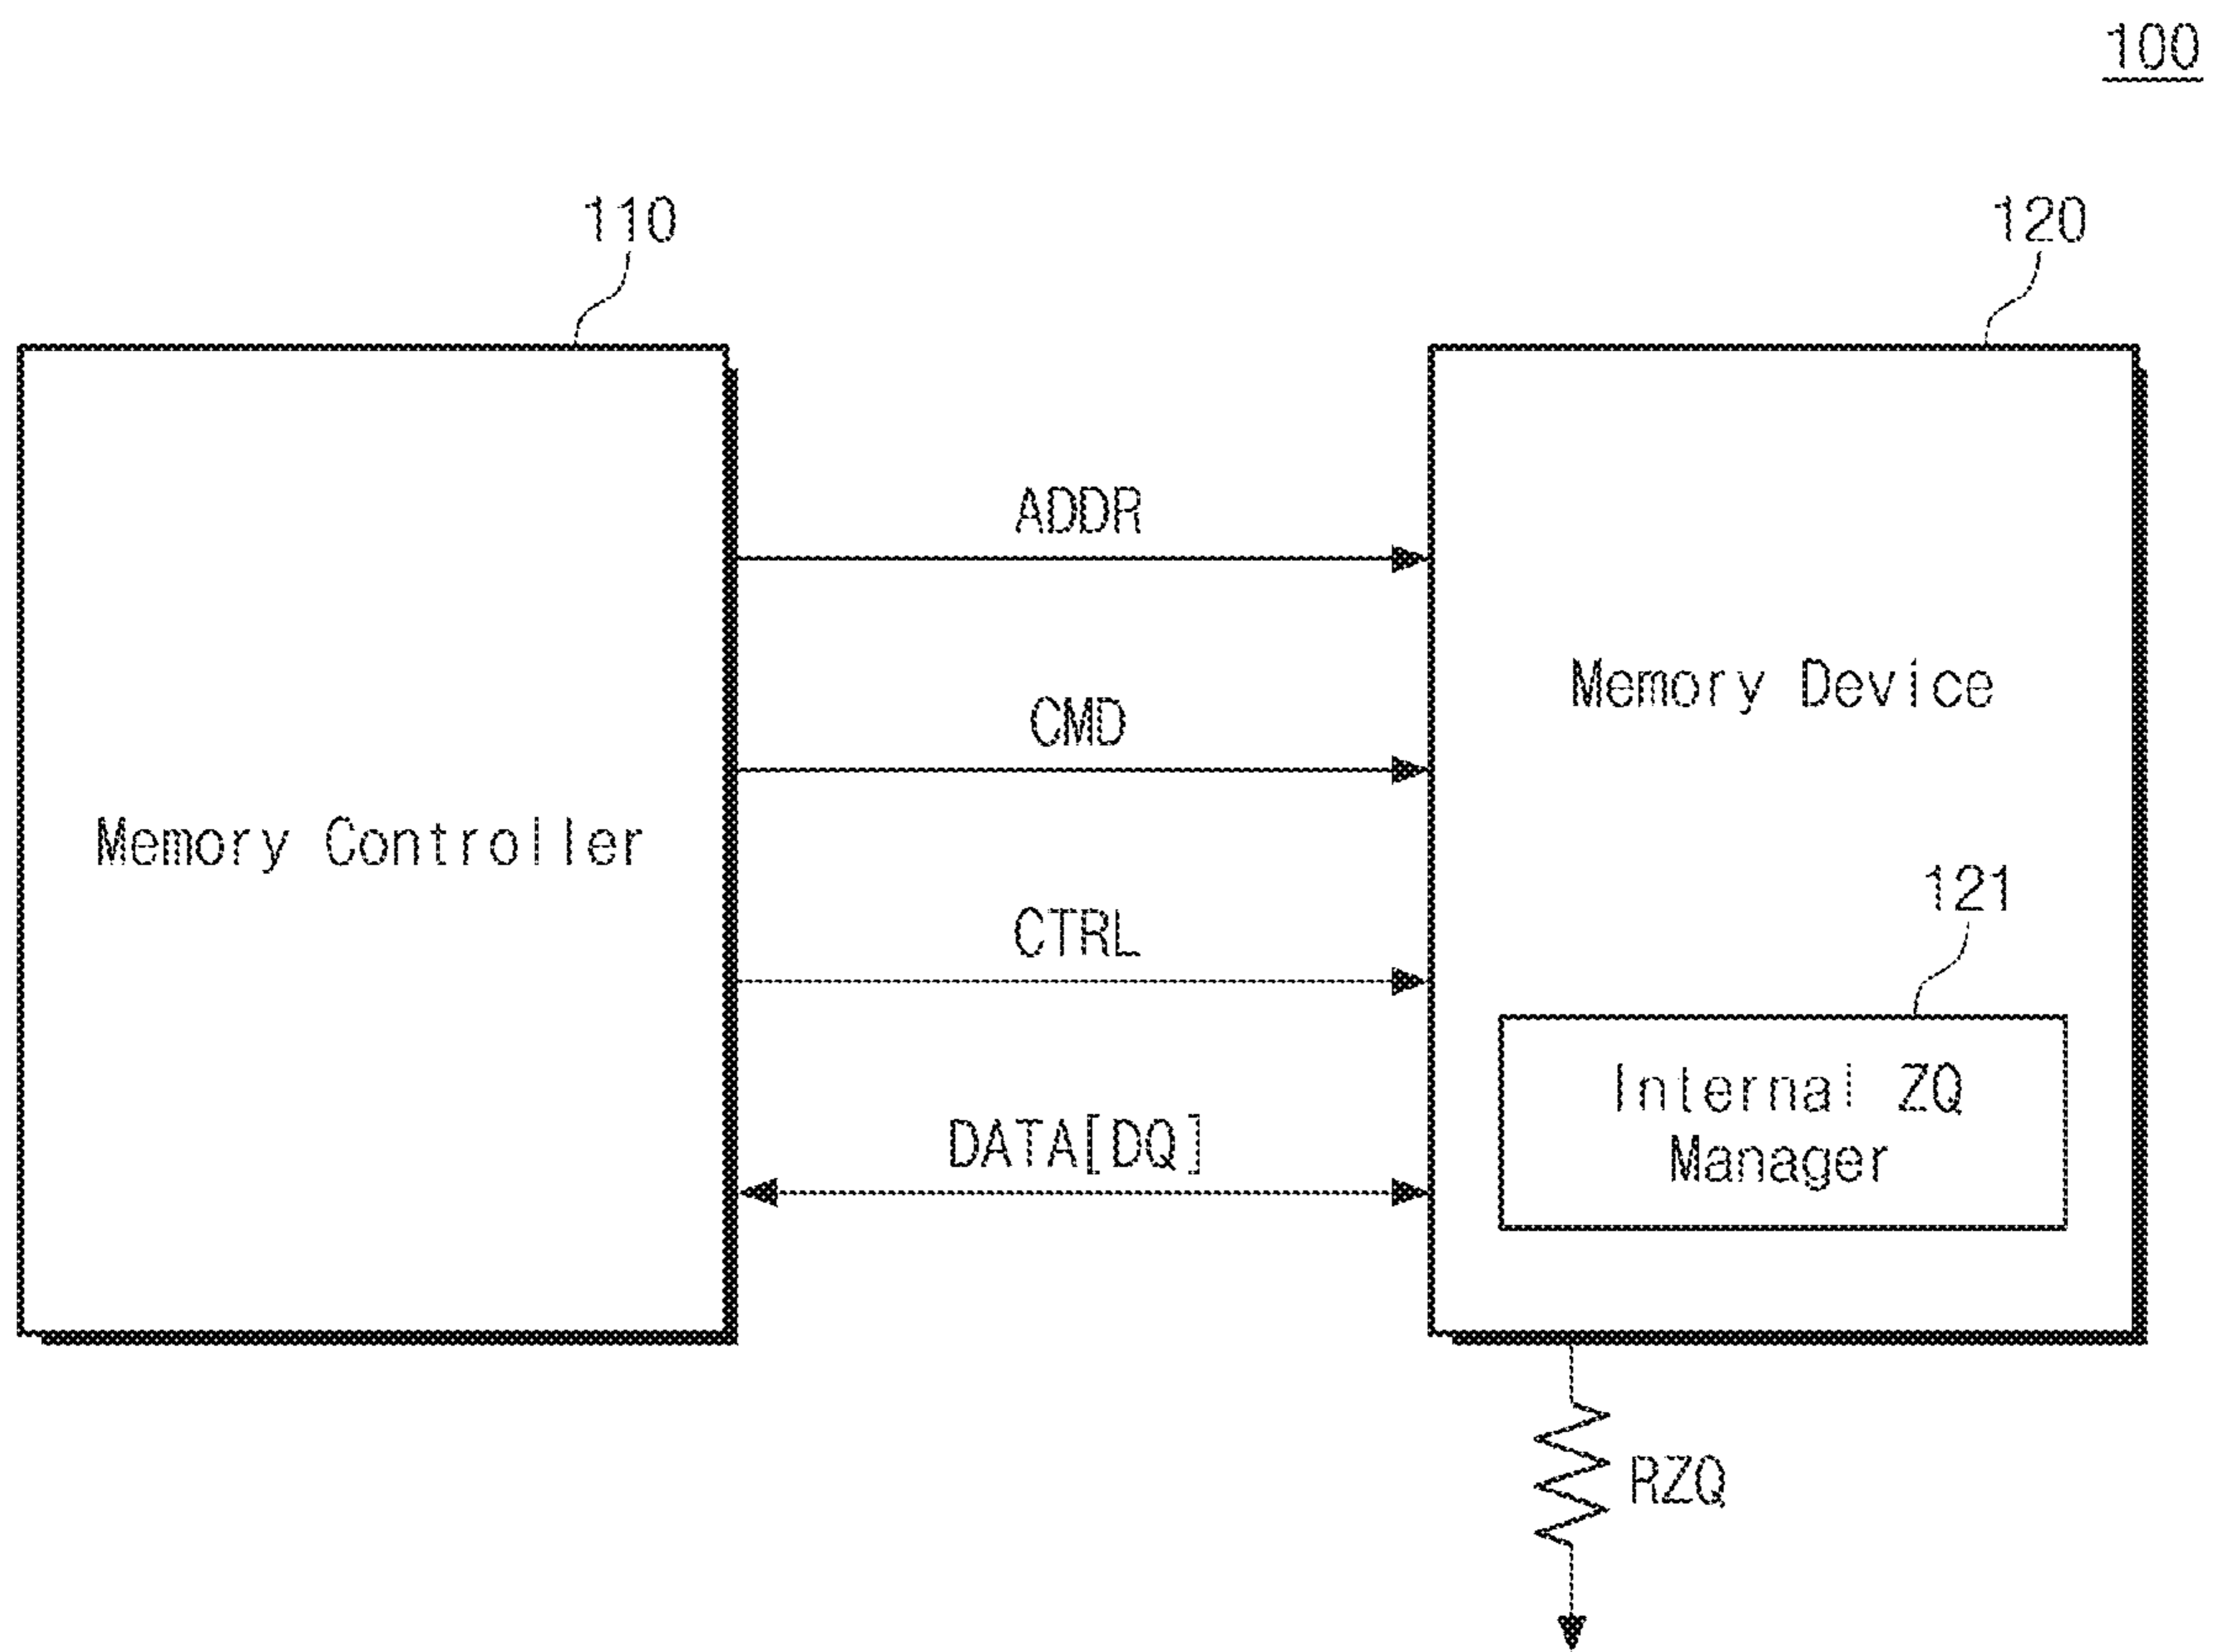 100
110
120
ADDR
CMD
Memory Device
Memory Controller
CTRL
121
DATA[DQ]
Internal ZQ
Manager
RZQ